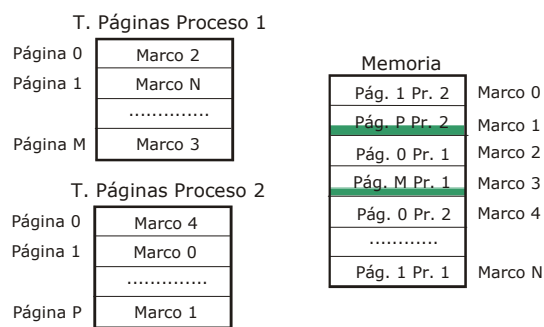 T. Páginas Proceso 1
Página 0 Marco 2
Página 1 Marco N
..............
Página M Marco 3
T. Páginas Proceso 2
Página 0 Marco 4
Página 1 Marco 0
..............
Página P Marco 1
Memoria
Pág. 1 Pr. 2 Marco 0
Pág. P Pr. 2 Marco 1
Pág. 0 Pr. 1 Marco 2
Pág. M Pr. 1 Marco 3
Pág. 0 Pr. 2 Marco 4
............
Pág. 1 Pr. 1 Marco N